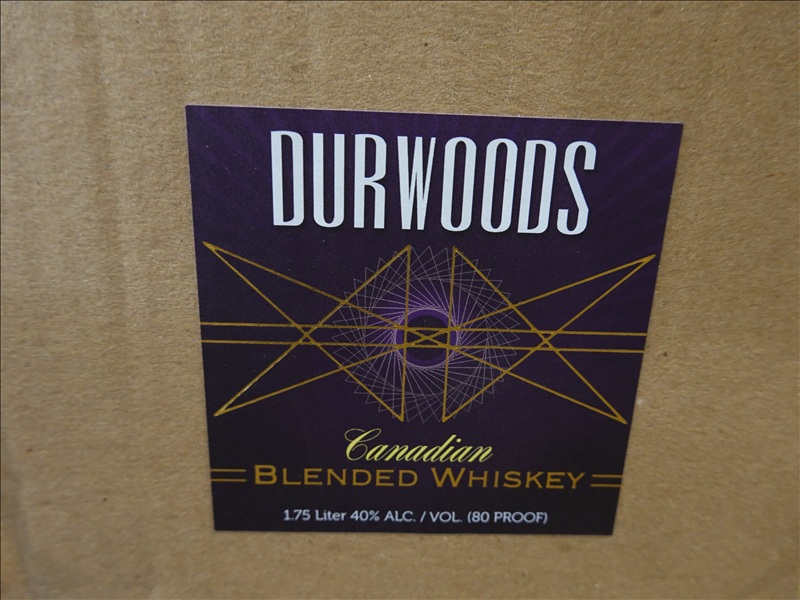 DURWOODS
Canadian
BLENDED WHISKEY
1.75 Liter 40% ALC. / VOL. (80 PROOF)